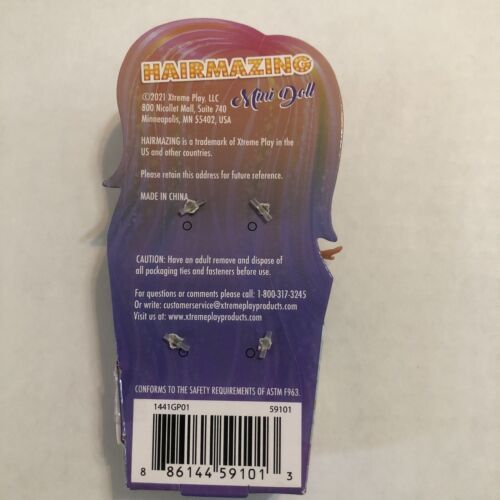 HAIRMAZING
Mini Doll
©2021 Xtreme Play, LLC
800 Nicollet Mall, Suite 740
Minneapolis, MN 55402, USA
HAIRMAZING is a trademark of Xtreme Play in the
US and other countries.
Please retain this address for future reference.
MADE IN CHINA
CAUTION: Have an adult remove and dispose of
all packaging ties and fasteners before use.
For questions or comments please call: 1-800-317-3245
Or write: customerservice@xtremeplayproducts.com
Visit us at: www.xtremeplayproducts.com
CONFORMS TO THE SAFETY REQUIREMENTS OF ASTM F963.
1441GP01 59101
8 86144 59101 3